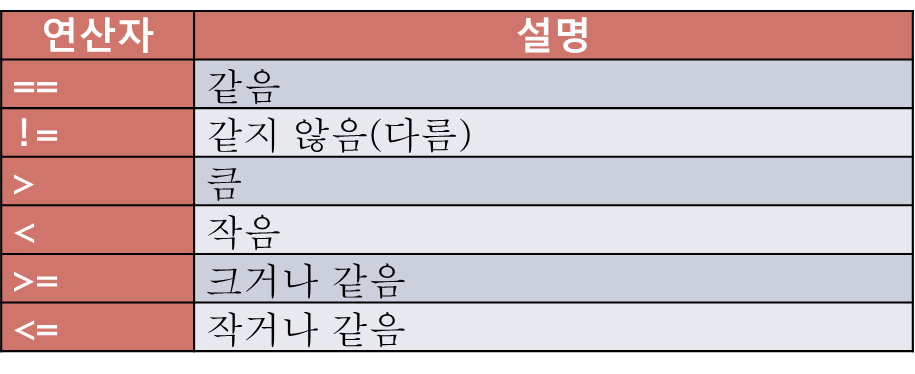 연산자 설명
== 같음
!= 같지 않음(다름)
> 큼
< 작음
>= 크거나 같음
<= 작거나 같음